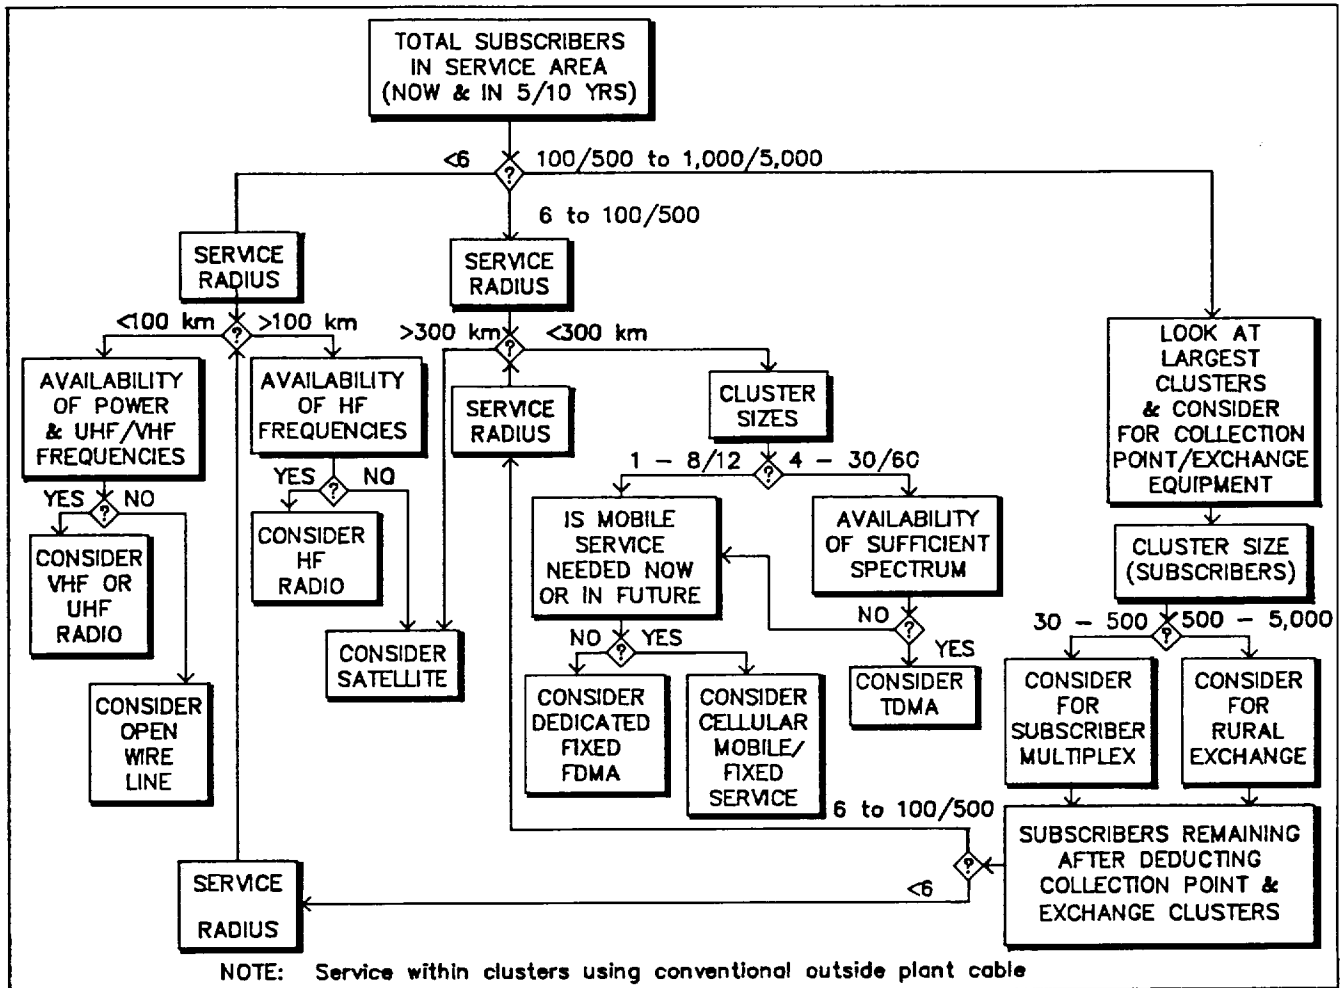 TOTAL SUBSCRIBERS
IN SERVICE AREA
(NOW & IN 5/10 YRS)
<6
?
100/500 to 1,000/5,000
6 to 100/500
SERVICE
RADIUS
<100 km
?
>100 km
AVAILABILITY
OF POWER
& UHF/VHF
FREQUENCIES
YES
?
NO
CONSIDER
VHF OR
UHF
RADIO
CONSIDER
OPEN
WIRE
LINE
AVAILABILITY
OF HF
FREQUENCIES
YES
?
NO
CONSIDER
HF
RADIO
CONSIDER
SATELLITE
SERVICE
RADIUS
>300 km
?
<300 km
SERVICE
RADIUS
CLUSTER
SIZES
1 - 8/12
?
4 - 30/60
IS MOBILE
SERVICE
NEEDED NOW
OR IN FUTURE
NO
?
YES
CONSIDER
DEDICATED
FIXED
FDMA
CONSIDER
CELLULAR
MOBILE/
FIXED
SERVICE
AVAILABILITY
OF SUFFICIENT
SPECTRUM
NO
?
YES
CONSIDER
TDMA
LOOK AT
LARGEST
CLUSTERS
& CONSIDER
FOR COLLECTION
POINT/EXCHANGE
EQUIPMENT
CLUSTER SIZE
(SUBSCRIBERS)
30 - 500
?
500 - 5,000
CONSIDER
FOR
SUBSCRIBER
MULTIPLEX
CONSIDER
FOR
RURAL
EXCHANGE
SUBSCRIBERS REMAINING
AFTER DEDUCTING
COLLECTION POINT &
EXCHANGE CLUSTERS
6 to 100/500
?
<6
SERVICE
RADIUS
NOTE: Service within clusters using conventional outside plant cable